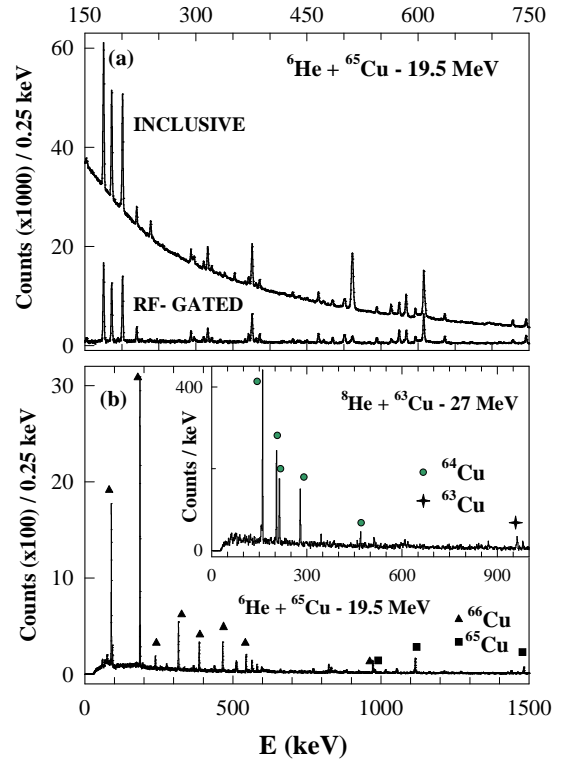 150 300 450 600 750
(a) ⁶He + ⁶⁵Cu - 19.5 MeV
INCLUSIVE
RF- GATED
60
40
20
0
Counts (x1000) / 0.25 keV
(b)
⁸He + ⁶³Cu - 27 MeV
⁶⁴Cu
⁶³Cu
400
0
Counts / keV
0 300 600 900
⁶He + ⁶⁵Cu - 19.5 MeV
⁶⁶Cu
⁶⁵Cu
30
20
10
0
Counts (x100) / 0.25 keV
0 500 1000 1500
E (keV)